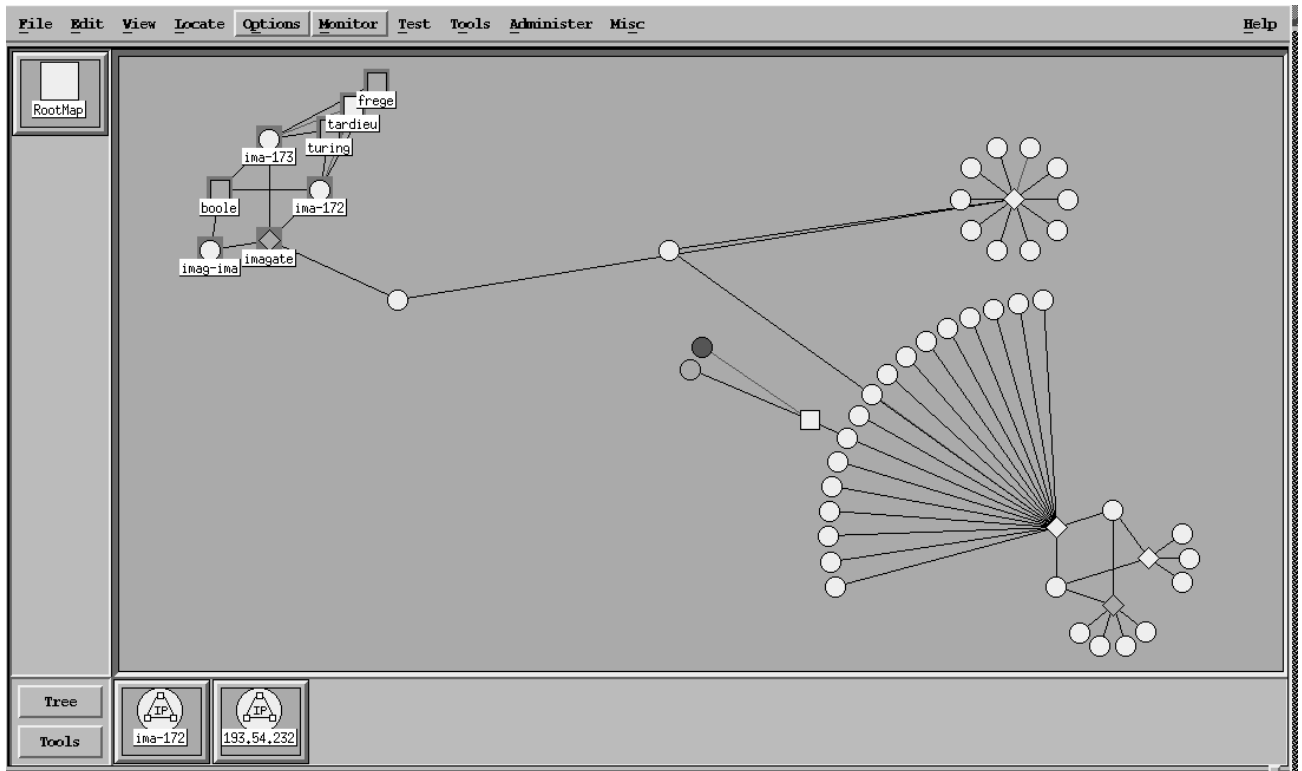 File Edit View Locate Options Monitor Test Tools Administer Misc Help
RootMap
frege
tardieu
turing
ima-173
boole
ima-172
imagate
imag-ima
Tree
Tools
IP
ima-172
IP
193.54.232